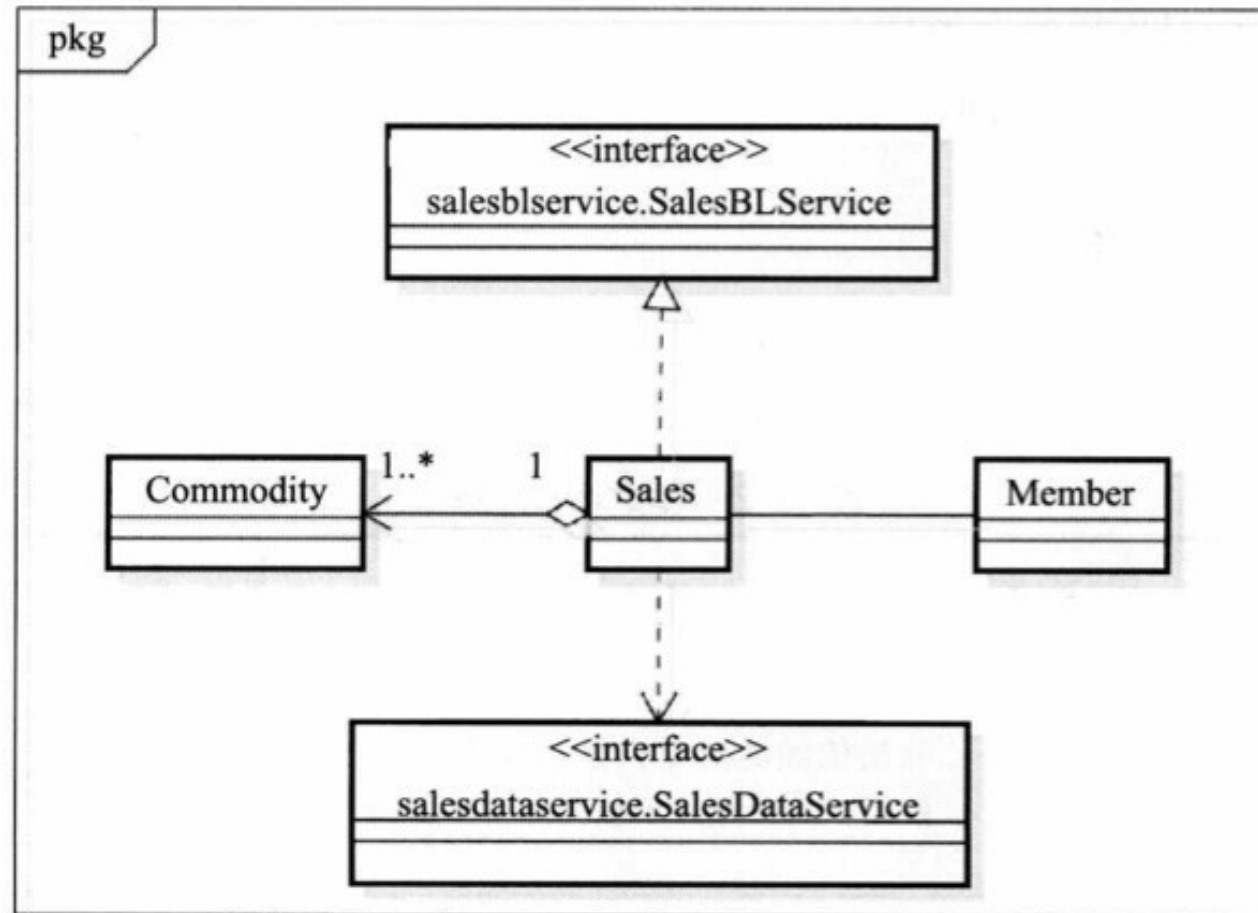 pkg
<<interface>>
salesblservice.SalesBLService
1..*
1
Commodity
Sales
Member
<<interface>>
salesdataservice.SalesDataService